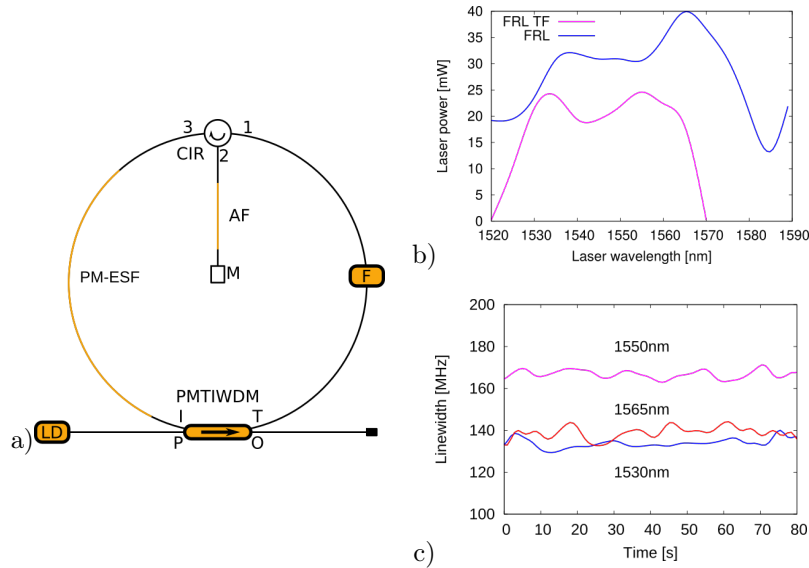 3
1
CIR
2
AF
M
PM-ESF
F
PMTIWDM
I
T
LD
P
O
a)
FRL TF
FRL
40
35
30
25
20
15
10
5
0
Laser power [mW]
1520 1530 1540 1550 1560 1570 1580 1590
Laser wavelength [nm]
b)
200
180
160
140
120
100
Linewidth [MHz]
1550nm
1565nm
1530nm
0 10 20 30 40 50 60 70 80
Time [s]
c)